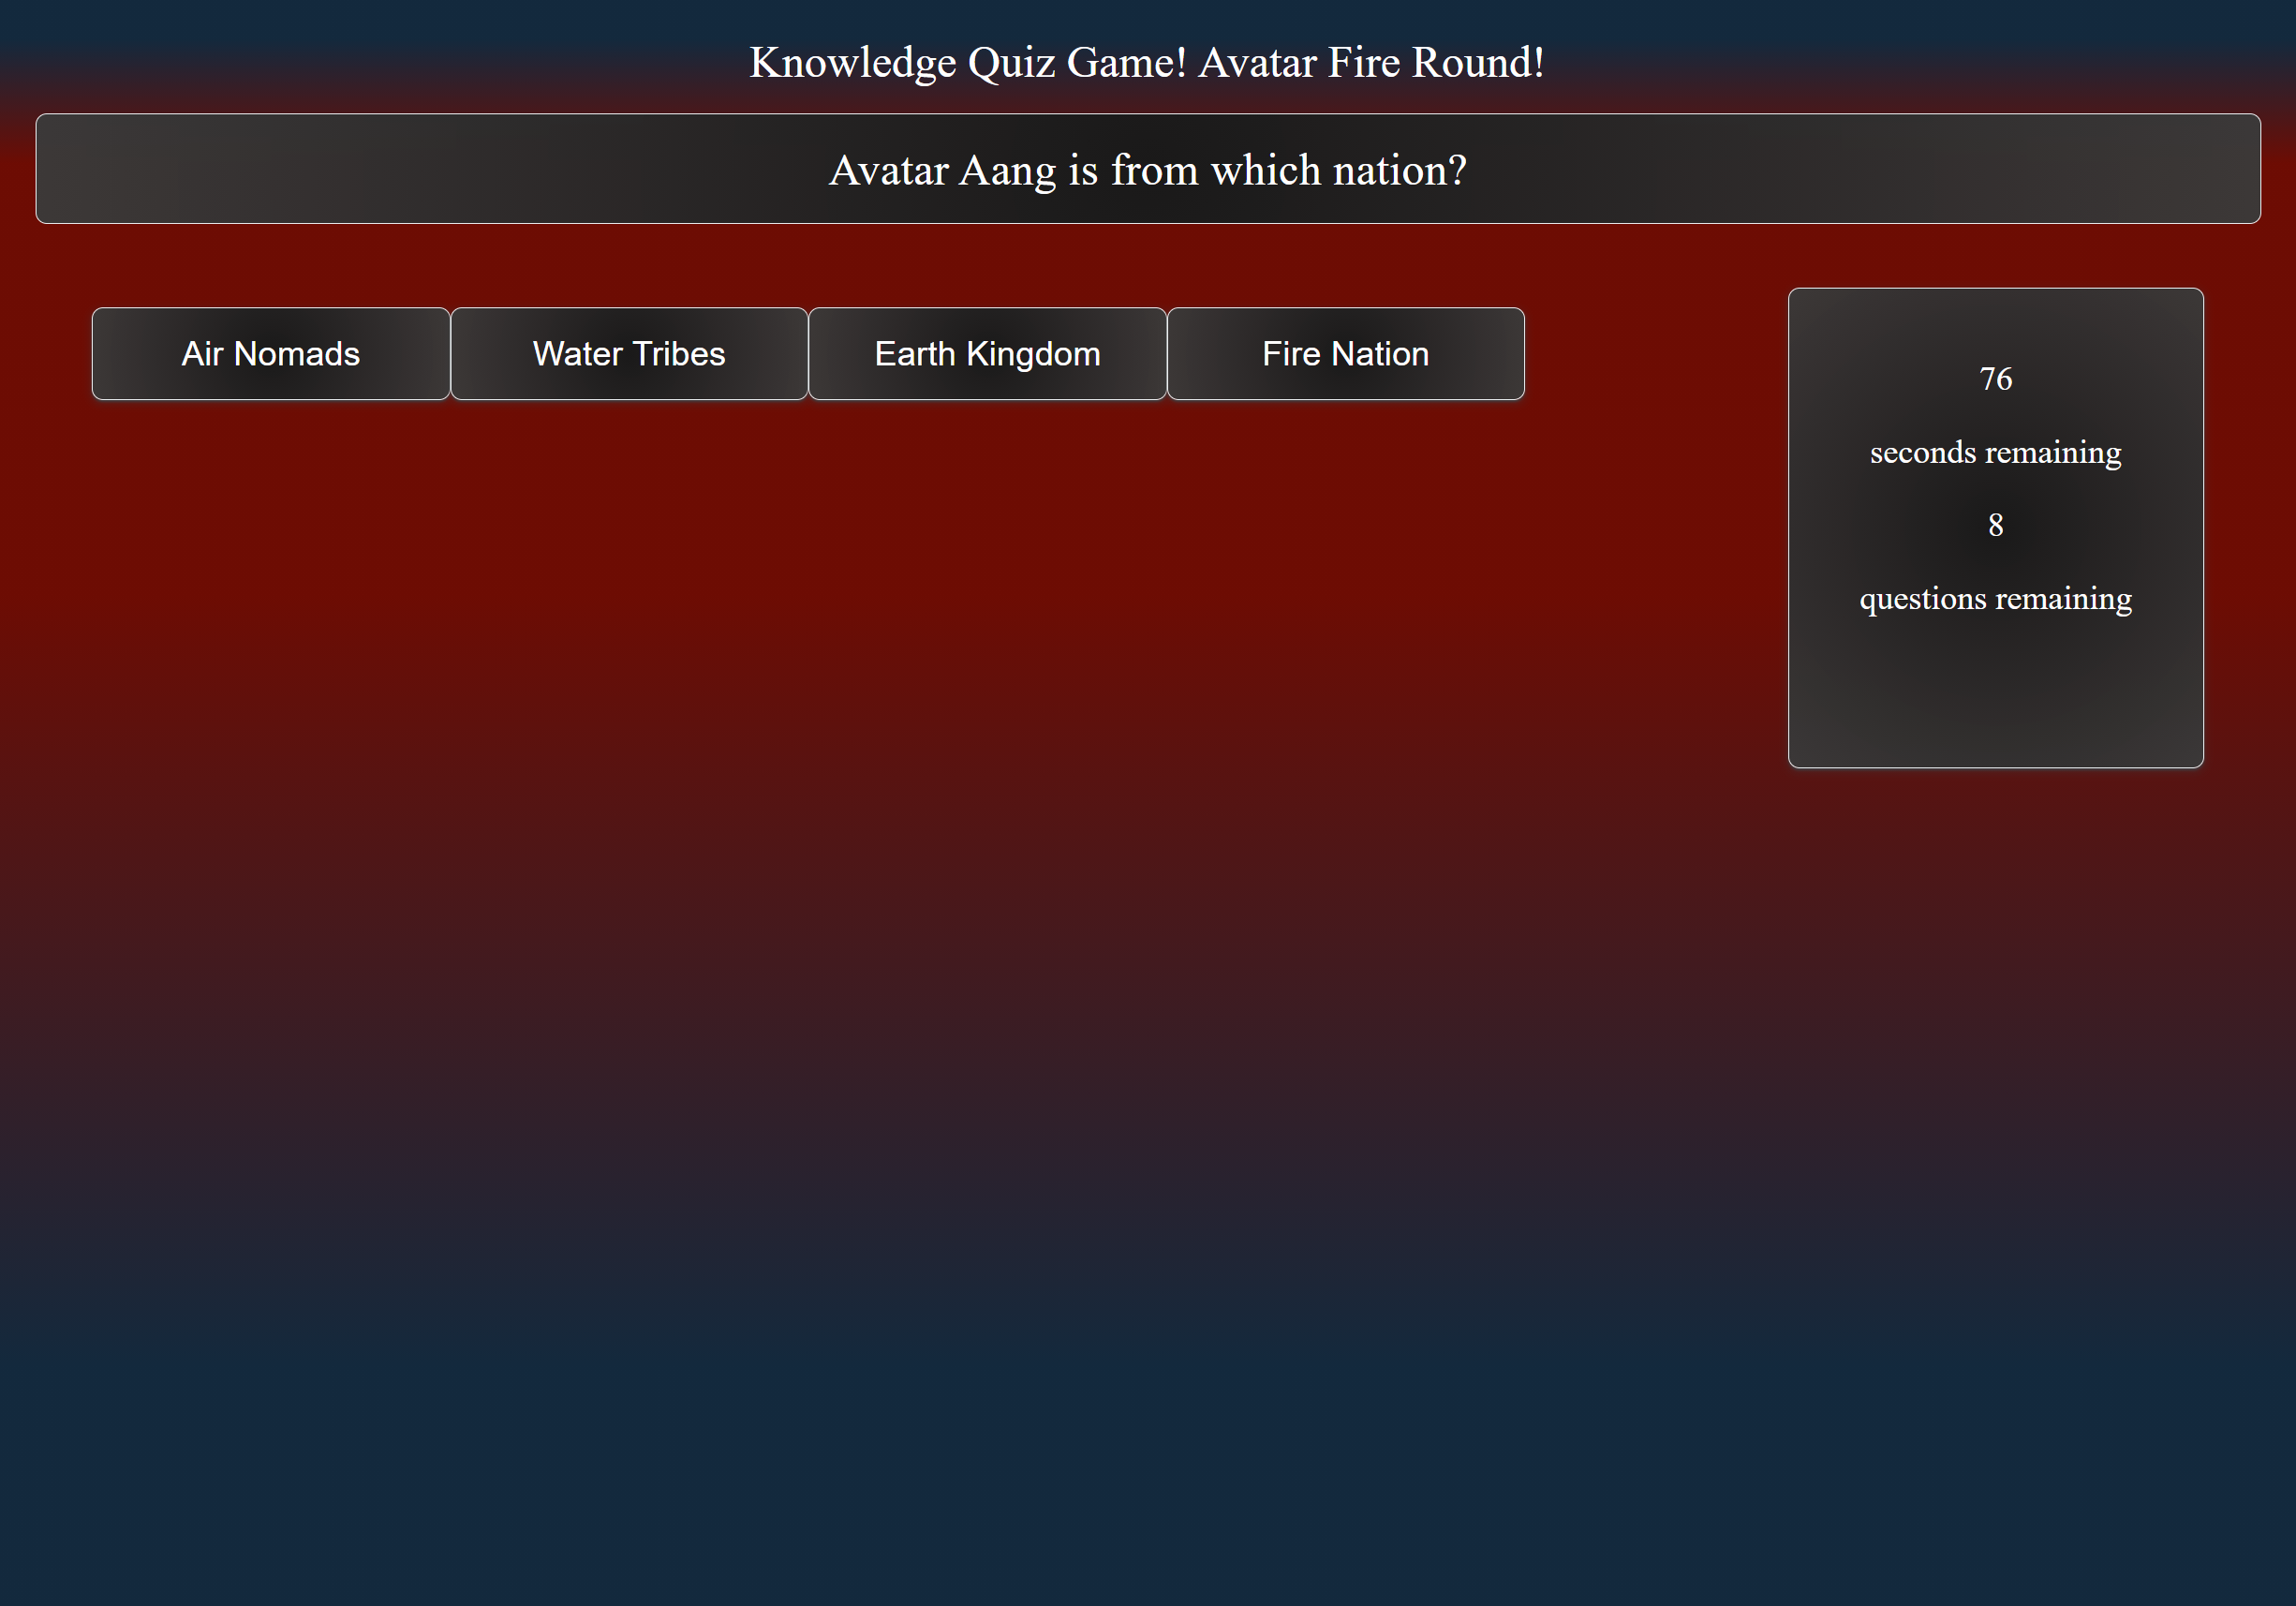 Knowledge Quiz Game! Avatar Fire Round!
Avatar Aang is from which nation?
Air Nomads
Water Tribes
Earth Kingdom
Fire Nation
76
seconds remaining
8
questions remaining